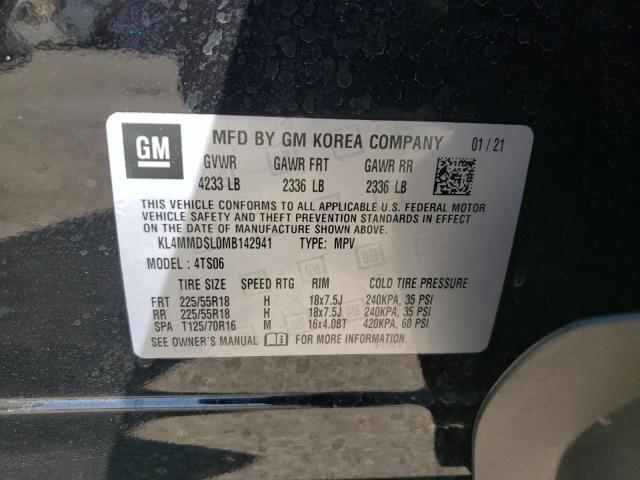 GM MFD BY GM KOREA COMPANY 01/21
GVWR GAWR FRT GAWR RR
4233 LB 2336 LB 2336 LB
THIS VEHICLE CONFORMS TO ALL APPLICABLE U.S. FEDERAL MOTOR
VEHICLE SAFETY AND THEFT PREVENTION STANDARDS IN EFFECT
ON THE DATE OF MANUFACTURE SHOWN ABOVE.
KL4MMDSL0MB142941 TYPE: MPV
MODEL: 4TS06
TIRE SIZE SPEED RTG RIM COLD TIRE PRESSURE
FRT 225/55R18 H 18x7.5J 240KPA, 35 PSI
RR 225/55R18 H 18x7.5J 240KPA, 35 PSI
SPA T125/70R16 M 16x4.0BT 420KPA, 60 PSI
SEE OWNER'S MANUAL FOR MORE INFORMATION.